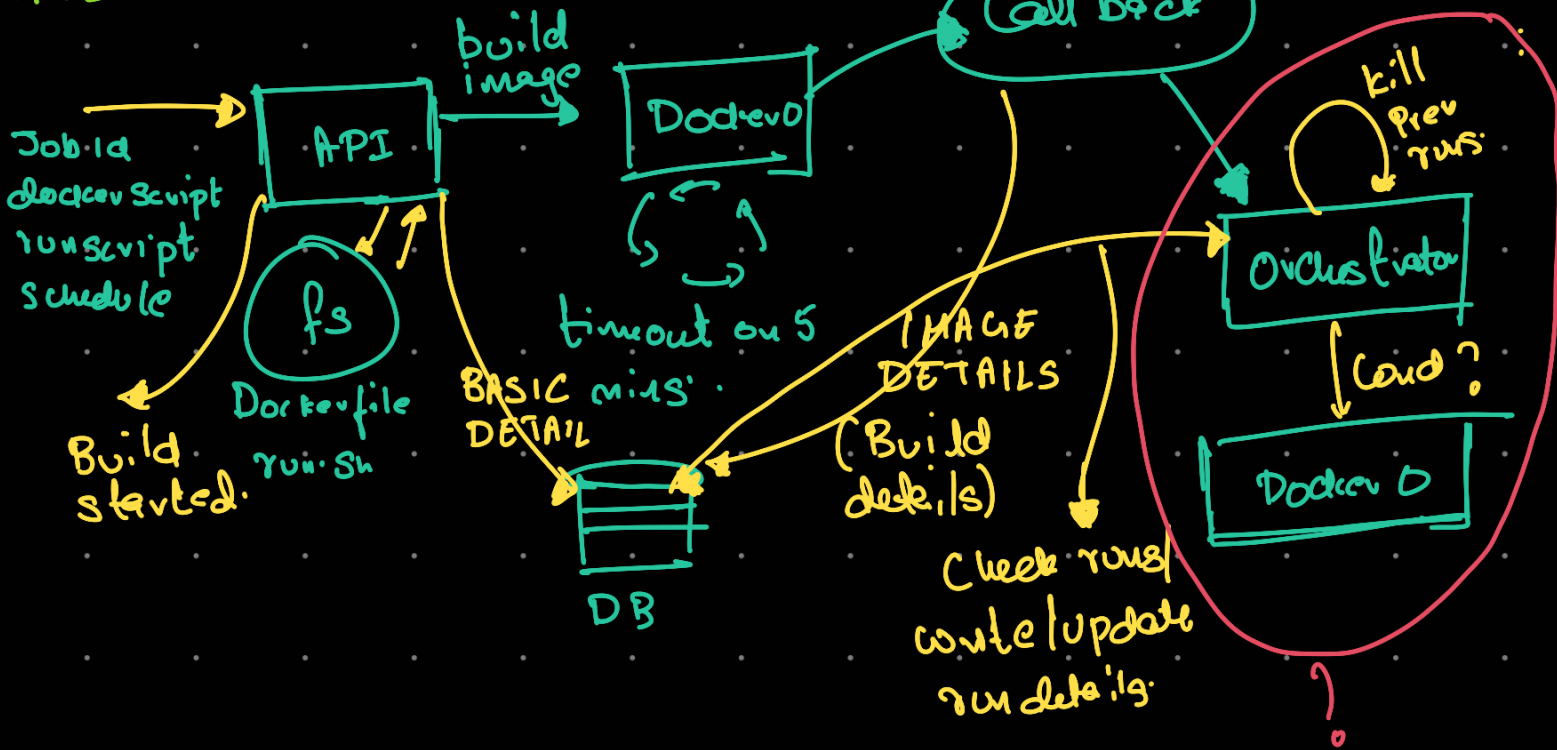 Call Back
build
image
Docker0
API
Job id
dockerscript
runscript
schedule
kill
Prev
runs.
Orchestrator
fs
timeout on 5
mins.
IMAGE
DETAILS
(Build
details)
BASIC
DETAIL
Cond?
Dockerfile
run.sh
Build
started.
Docker 0
DB
Check runs/
write/update
run details.
?